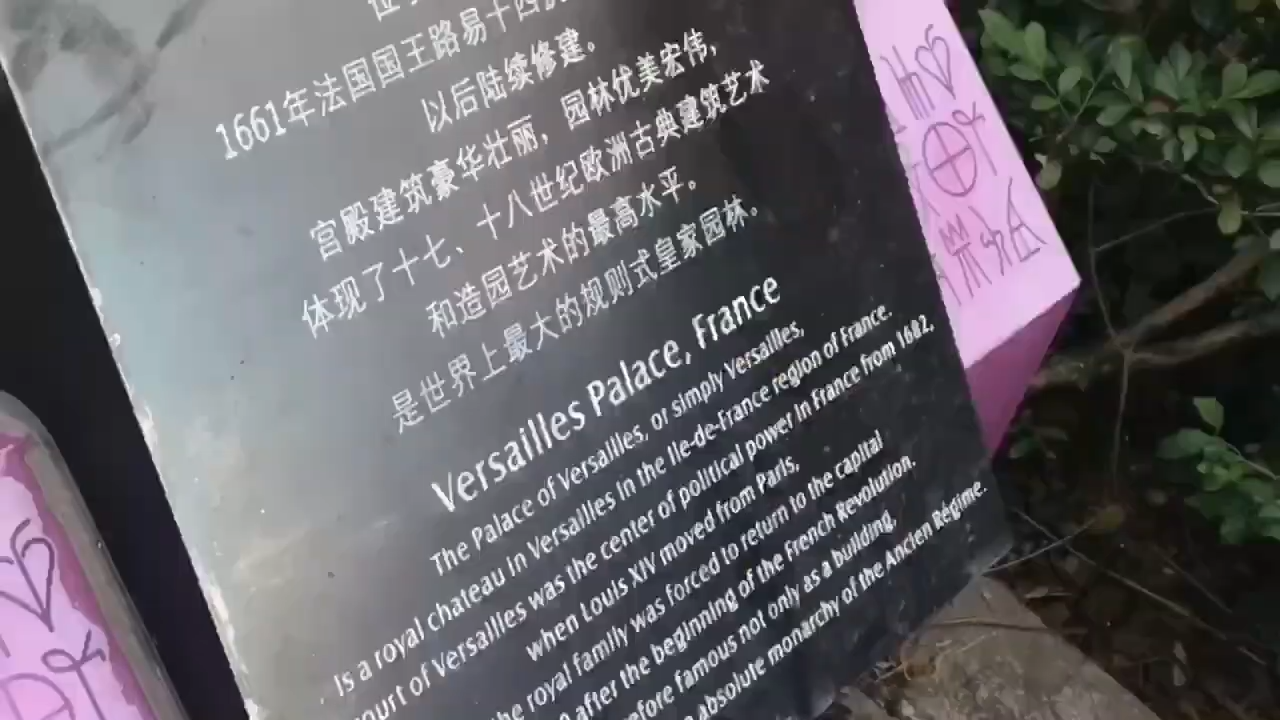 位于
1661年法国国王路易十四
以后陆续修建。
宫殿建筑豪华壮丽，园林优美宏伟，
体现了十七、十八世纪欧洲古典建筑艺术
和造园艺术的最高水平。
是世界上最大的规则式皇家园林。
Versailles Palace, France
The Palace of Versailles, or simply Versailles,
is a royal chateau in Versailles in the Ile-de-France region of France.
court of Versailles was the center of political power in France from 1682,
when Louis XIV moved from Paris,
the royal family was forced to return to the capital
after the beginning of the French Revolution.
famous not only as a building,
absolute monarchy of the Ancien Régime.